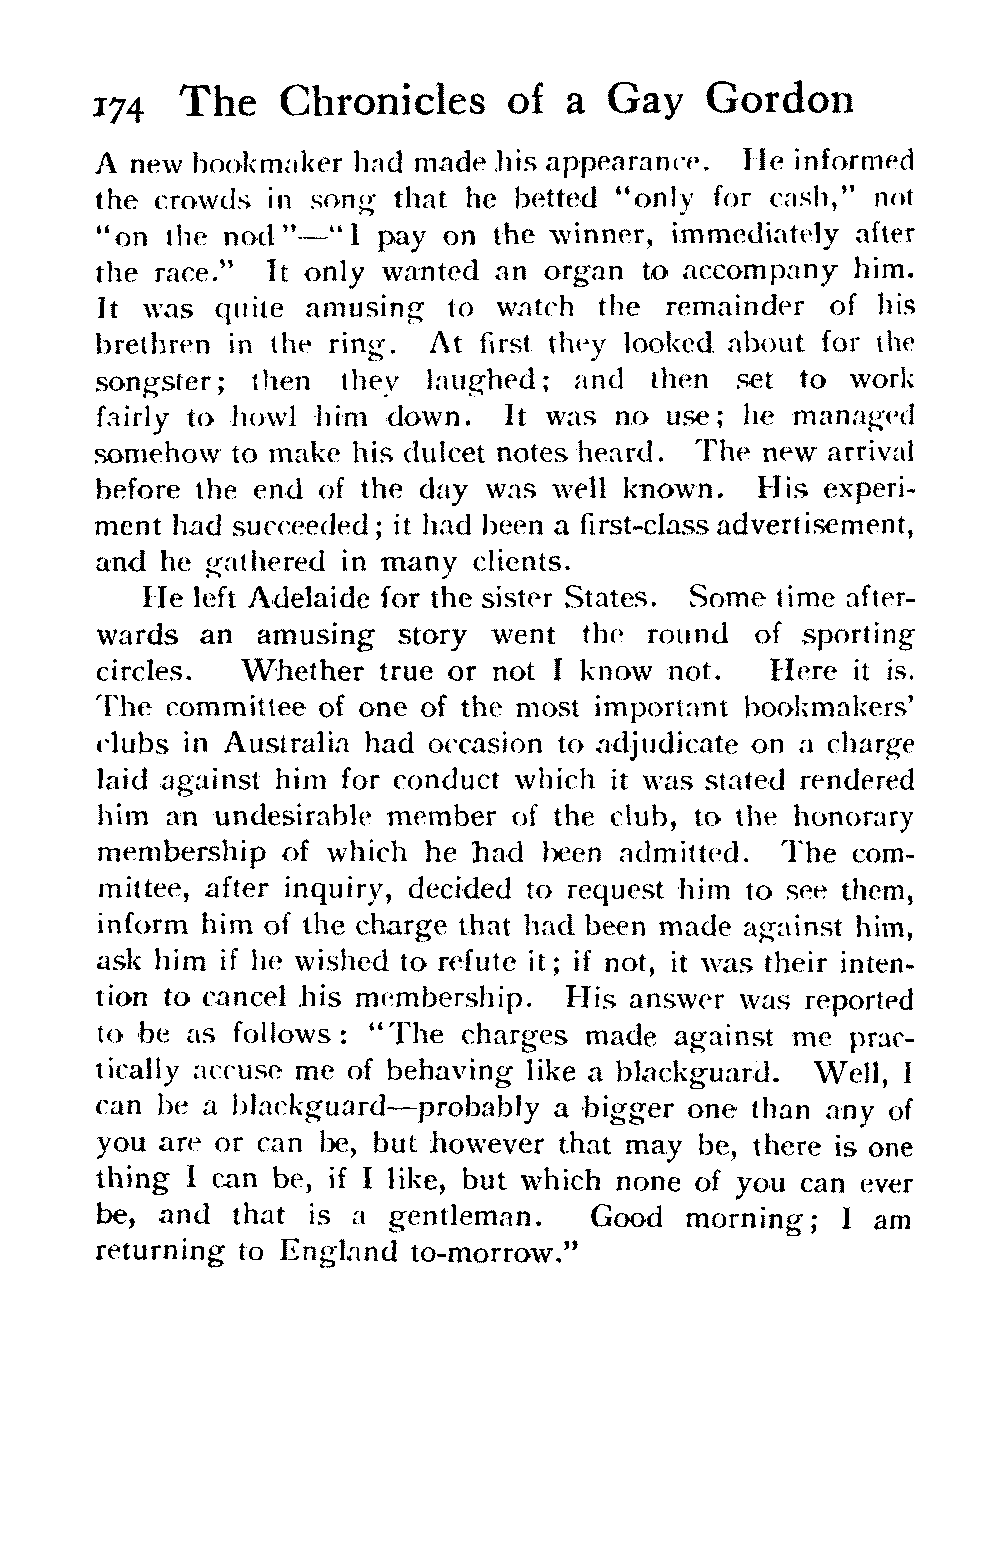 174 The Chronicles of a Gay Gordon
A new bookmaker had made his appearance. He informed
the crowds in song that he betted "only for cash," not
"on the nod"—"I pay on the winner, immediately after
the race." It only wanted an organ to accompany him.
It was quite amusing to watch the remainder of his
brethren in the ring. At first they looked about for the
songster; then they laughed; and then set to work
fairly to howl him down. It was no use; he managed
somehow to make his dulcet notes heard. The new arrival
before the end of the day was well known. His experi-
ment had succeeded; it had been a first-class advertisement,
and he gathered in many clients.
He left Adelaide for the sister States. Some time after-
wards an amusing story went the round of sporting
circles. Whether true or not I know not. Here it is.
The committee of one of the most important bookmakers'
clubs in Australia had occasion to adjudicate on a charge
laid against him for conduct which it was stated rendered
him an undesirable member of the club, to the honorary
membership of which he had been admitted. The com-
mittee, after inquiry, decided to request him to see them,
inform him of the charge that had been made against him,
ask him if he wished to refute it; if not, it was their inten-
tion to cancel his membership. His answer was reported
to be as follows: "The charges made against me prac-
tically accuse me of behaving like a blackguard. Well, I
can be a blackguard—probably a bigger one than any of
you are or can be, but however that may be, there is one
thing I can be, if I like, but which none of you can ever
be, and that is a gentleman. Good morning; I am
returning to England to-morrow."